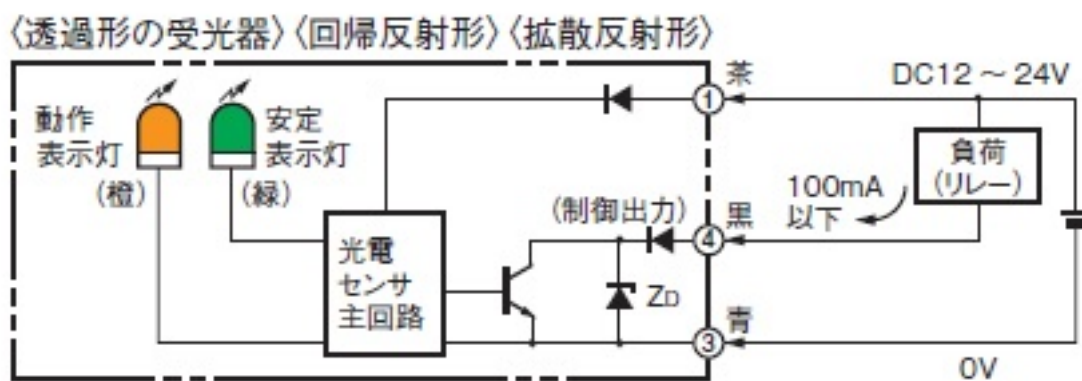 〈透過形の受光器〉〈回帰反射形〉〈拡散反射形〉
動作
表示灯
(橙)
安定
表示灯
(緑)
光電
センサ
主回路
(制御出力)
ZD
① 茶
④ 黒
③ 青
DC12～24V
負荷
(リレー)
100mA
以下
0V